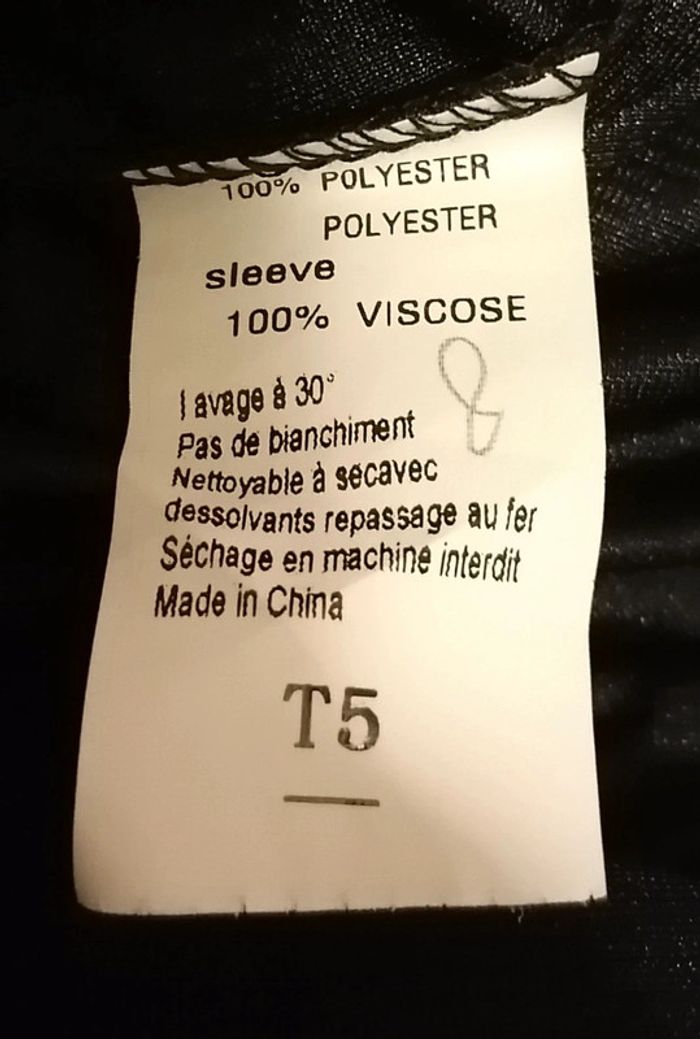 100% POLYESTER
POLYESTER
sleeve
100% VISCOSE
lavage à 30°
Pas de bianchiment
Nettoyable à secavec
dessolvants repassage au fer
Séchage en machine interdit
Made in China
8
T5